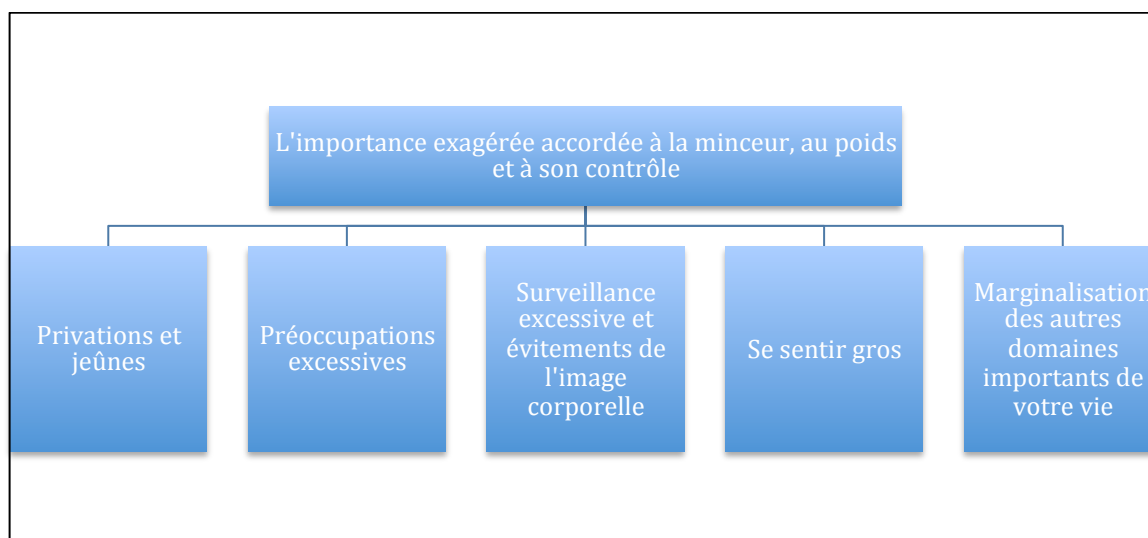 L'importance exagérée accordée à la minceur, au poids
et à son contrôle
Privations et
jeûnes
Préoccupations
excessives
Surveillance
excessive et
évitements de
l'image
corporelle
Se sentir gros
Marginalisation
des autres
domaines
importants de
votre vie